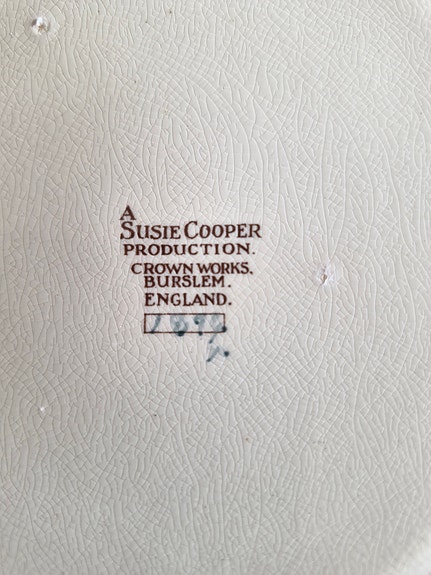 A
SUSIE COOPER
PRODUCTION.
CROWN WORKS.
BURSLEM.
ENGLAND.